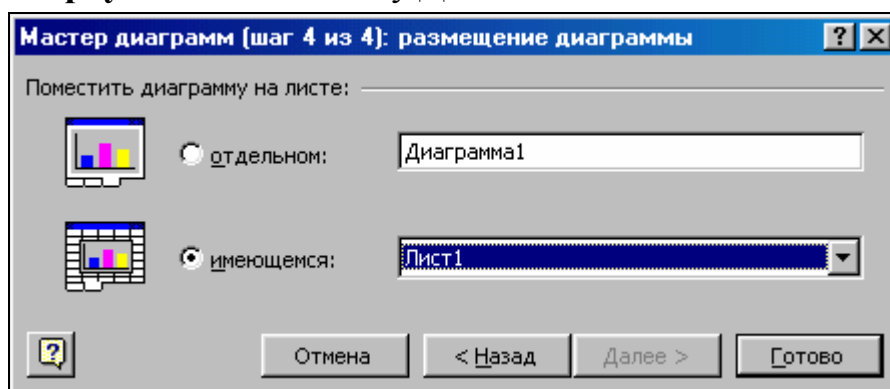 Мастер диаграмм (шаг 4 из 4): размещение диаграммы
Поместить диаграмму на листе:
отдельном: Диаграмма1
имеющемся: Лист1
Отмена < Назад Далее > Готово